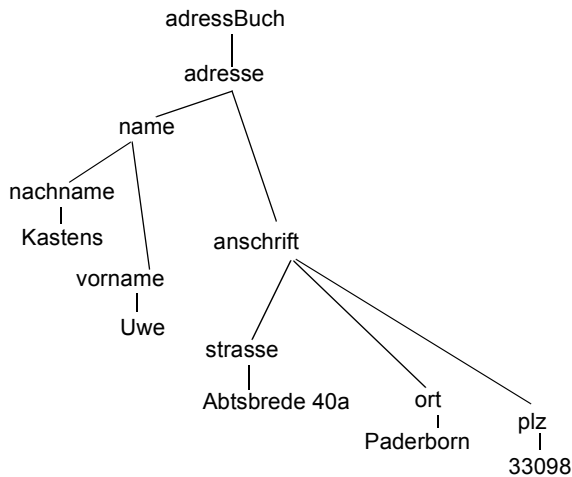 adressBuch
adresse
name
nachname
Kastens
anschrift
vorname
Uwe
strasse
Abtsbrede 40a
ort
plz
Paderborn
33098